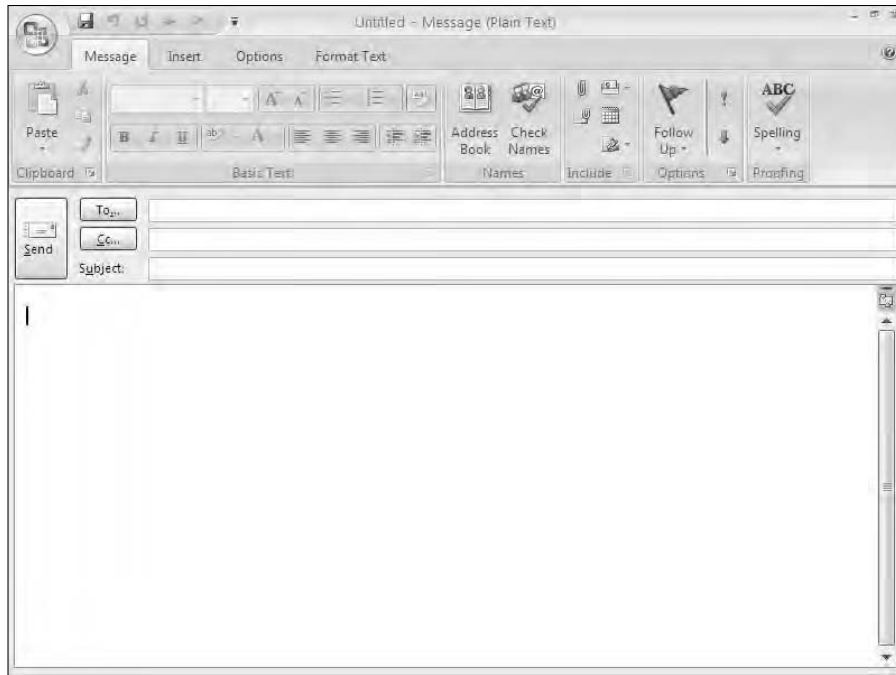 Untitled - Message (Plain Text)
Message Insert Options Format Text
Paste
Address Book
Check Names
Follow Up
ABC
Spelling
Clipboard Basic Text Names Include Options Proofing
To...
Cc...
Send
Subject: